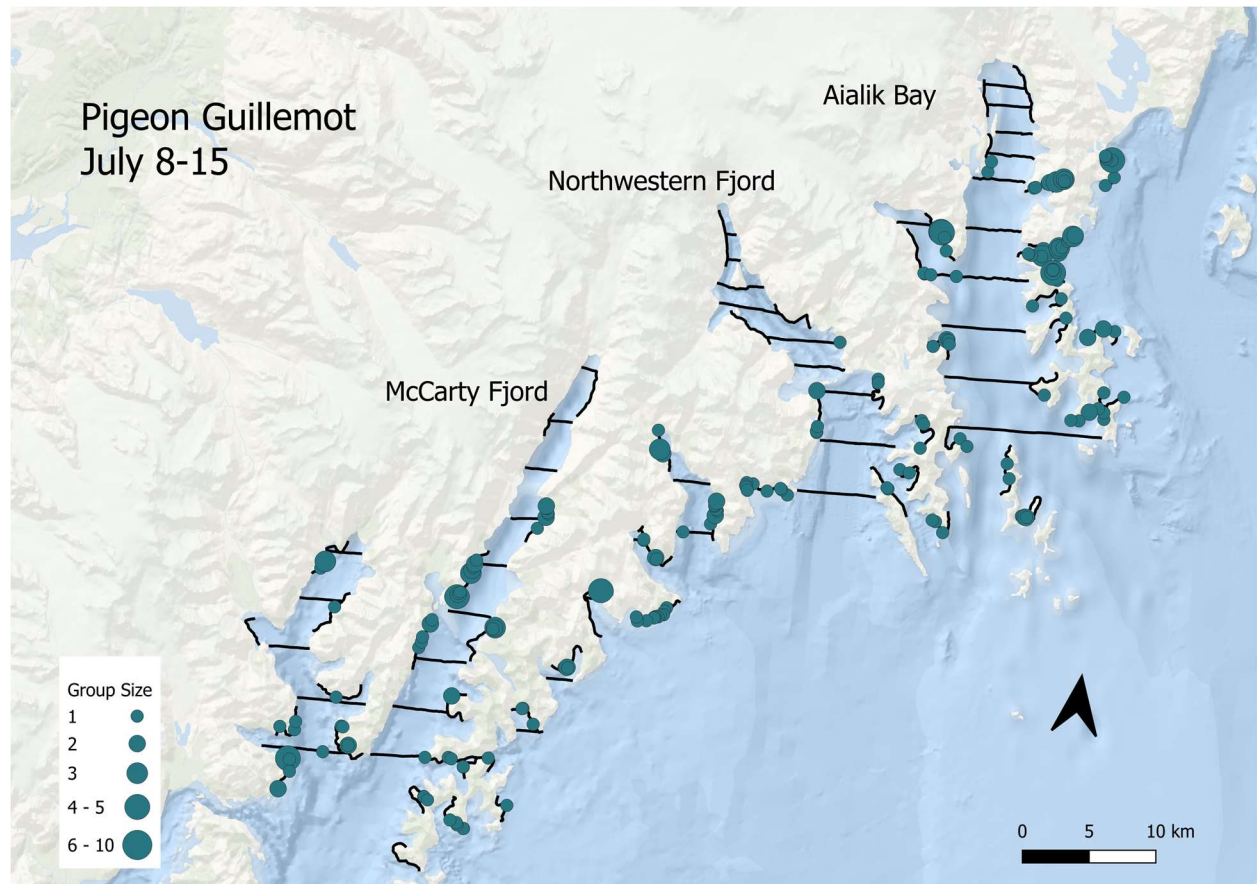 Pigeon Guillemot
July 8-15
Aialik Bay
Northwestern Fjord
McCarty Fjord
Group Size
1
2
3
4 - 5
6 - 10
0 5 10 km